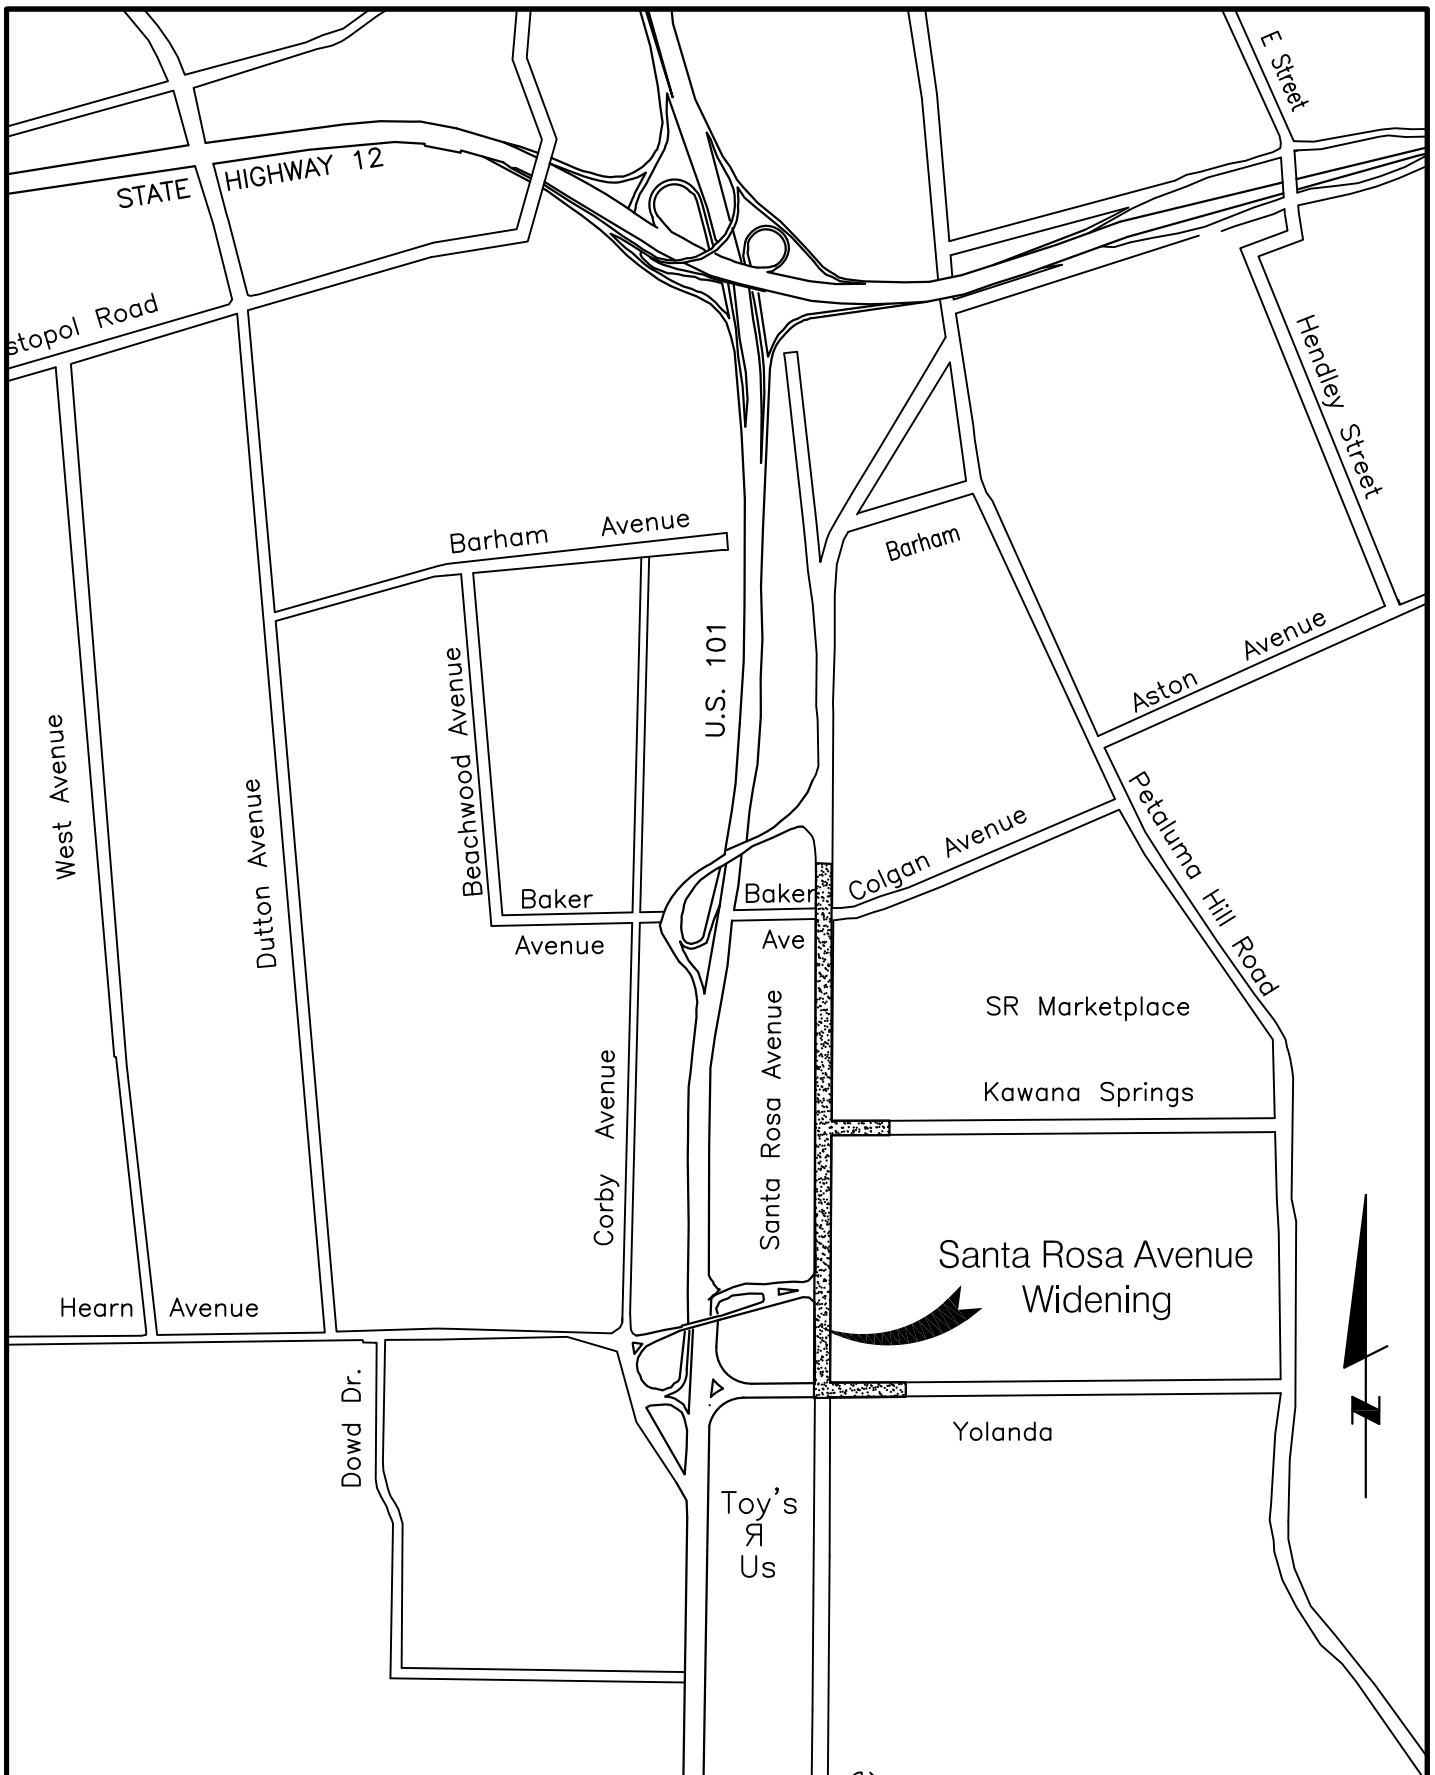 E Street
STATE HIGHWAY 12
stopol Road
Hendley Street
Barham Avenue
Barham
Aston Avenue
U.S. 101
Beachwood Avenue
West Avenue
Dutton Avenue
Petaluma Hill Road
Colgan Avenue
Baker
Avenue
Baker
Ave
SR Marketplace
Santa Rosa Avenue
Corby Avenue
Kawana Springs
Santa Rosa Avenue
Widening
Hearn Avenue
Dowd Dr.
Yolanda
Toy's
Я
Us
N